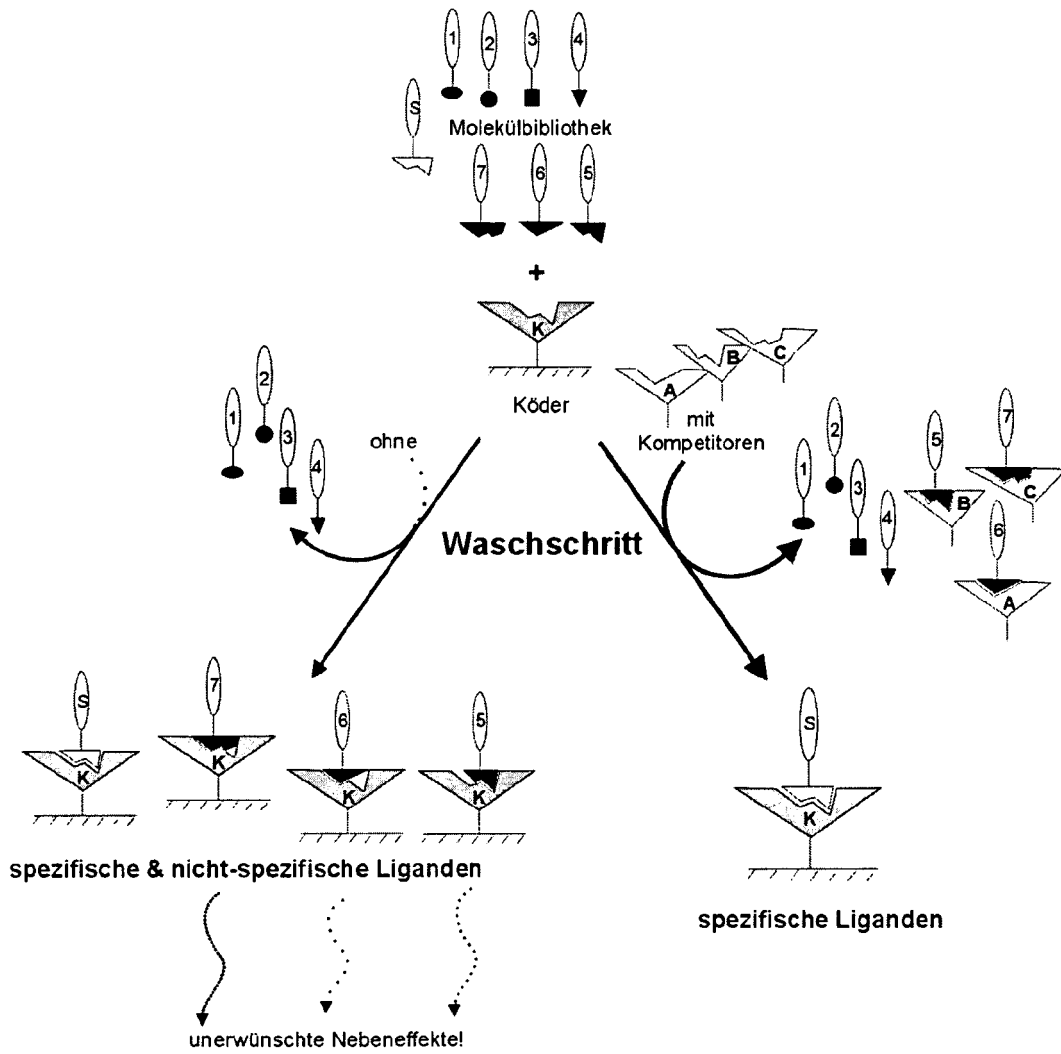 1 2 3 4
S
Molekülbibliothek
7 6 5
+
K
A B C
Köder
ohne
mit
Kompetitoren
1 2 3 4
1 2 3 4 5 B 7 C 6 A
Waschschritt
S K
7 K
6 K
5 K
S K
spezifische & nicht-spezifische Liganden
spezifische Liganden
unerwünschte Nebeneffekte!